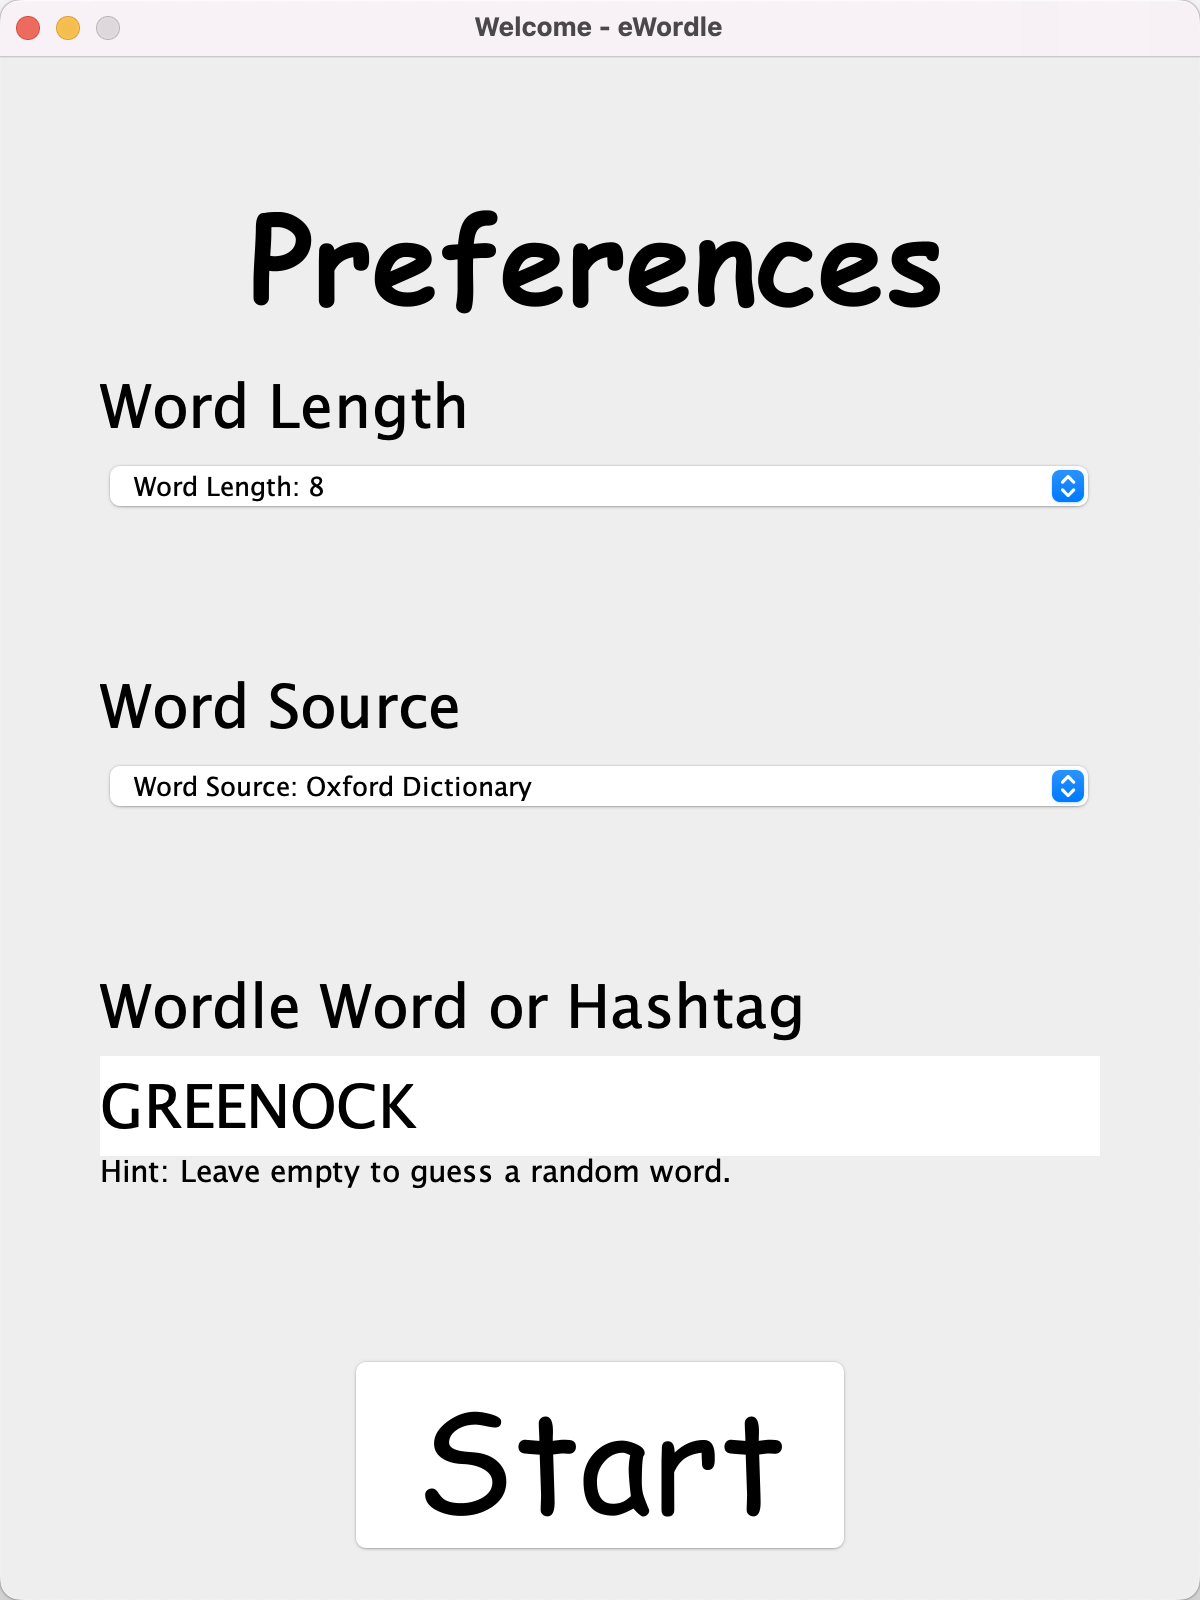 Welcome - eWordle
Preferences
Word Length
Word Length: 8
Word Source
Word Source: Oxford Dictionary
Wordle Word or Hashtag
GREENOCK
Hint: Leave empty to guess a random word.
Start